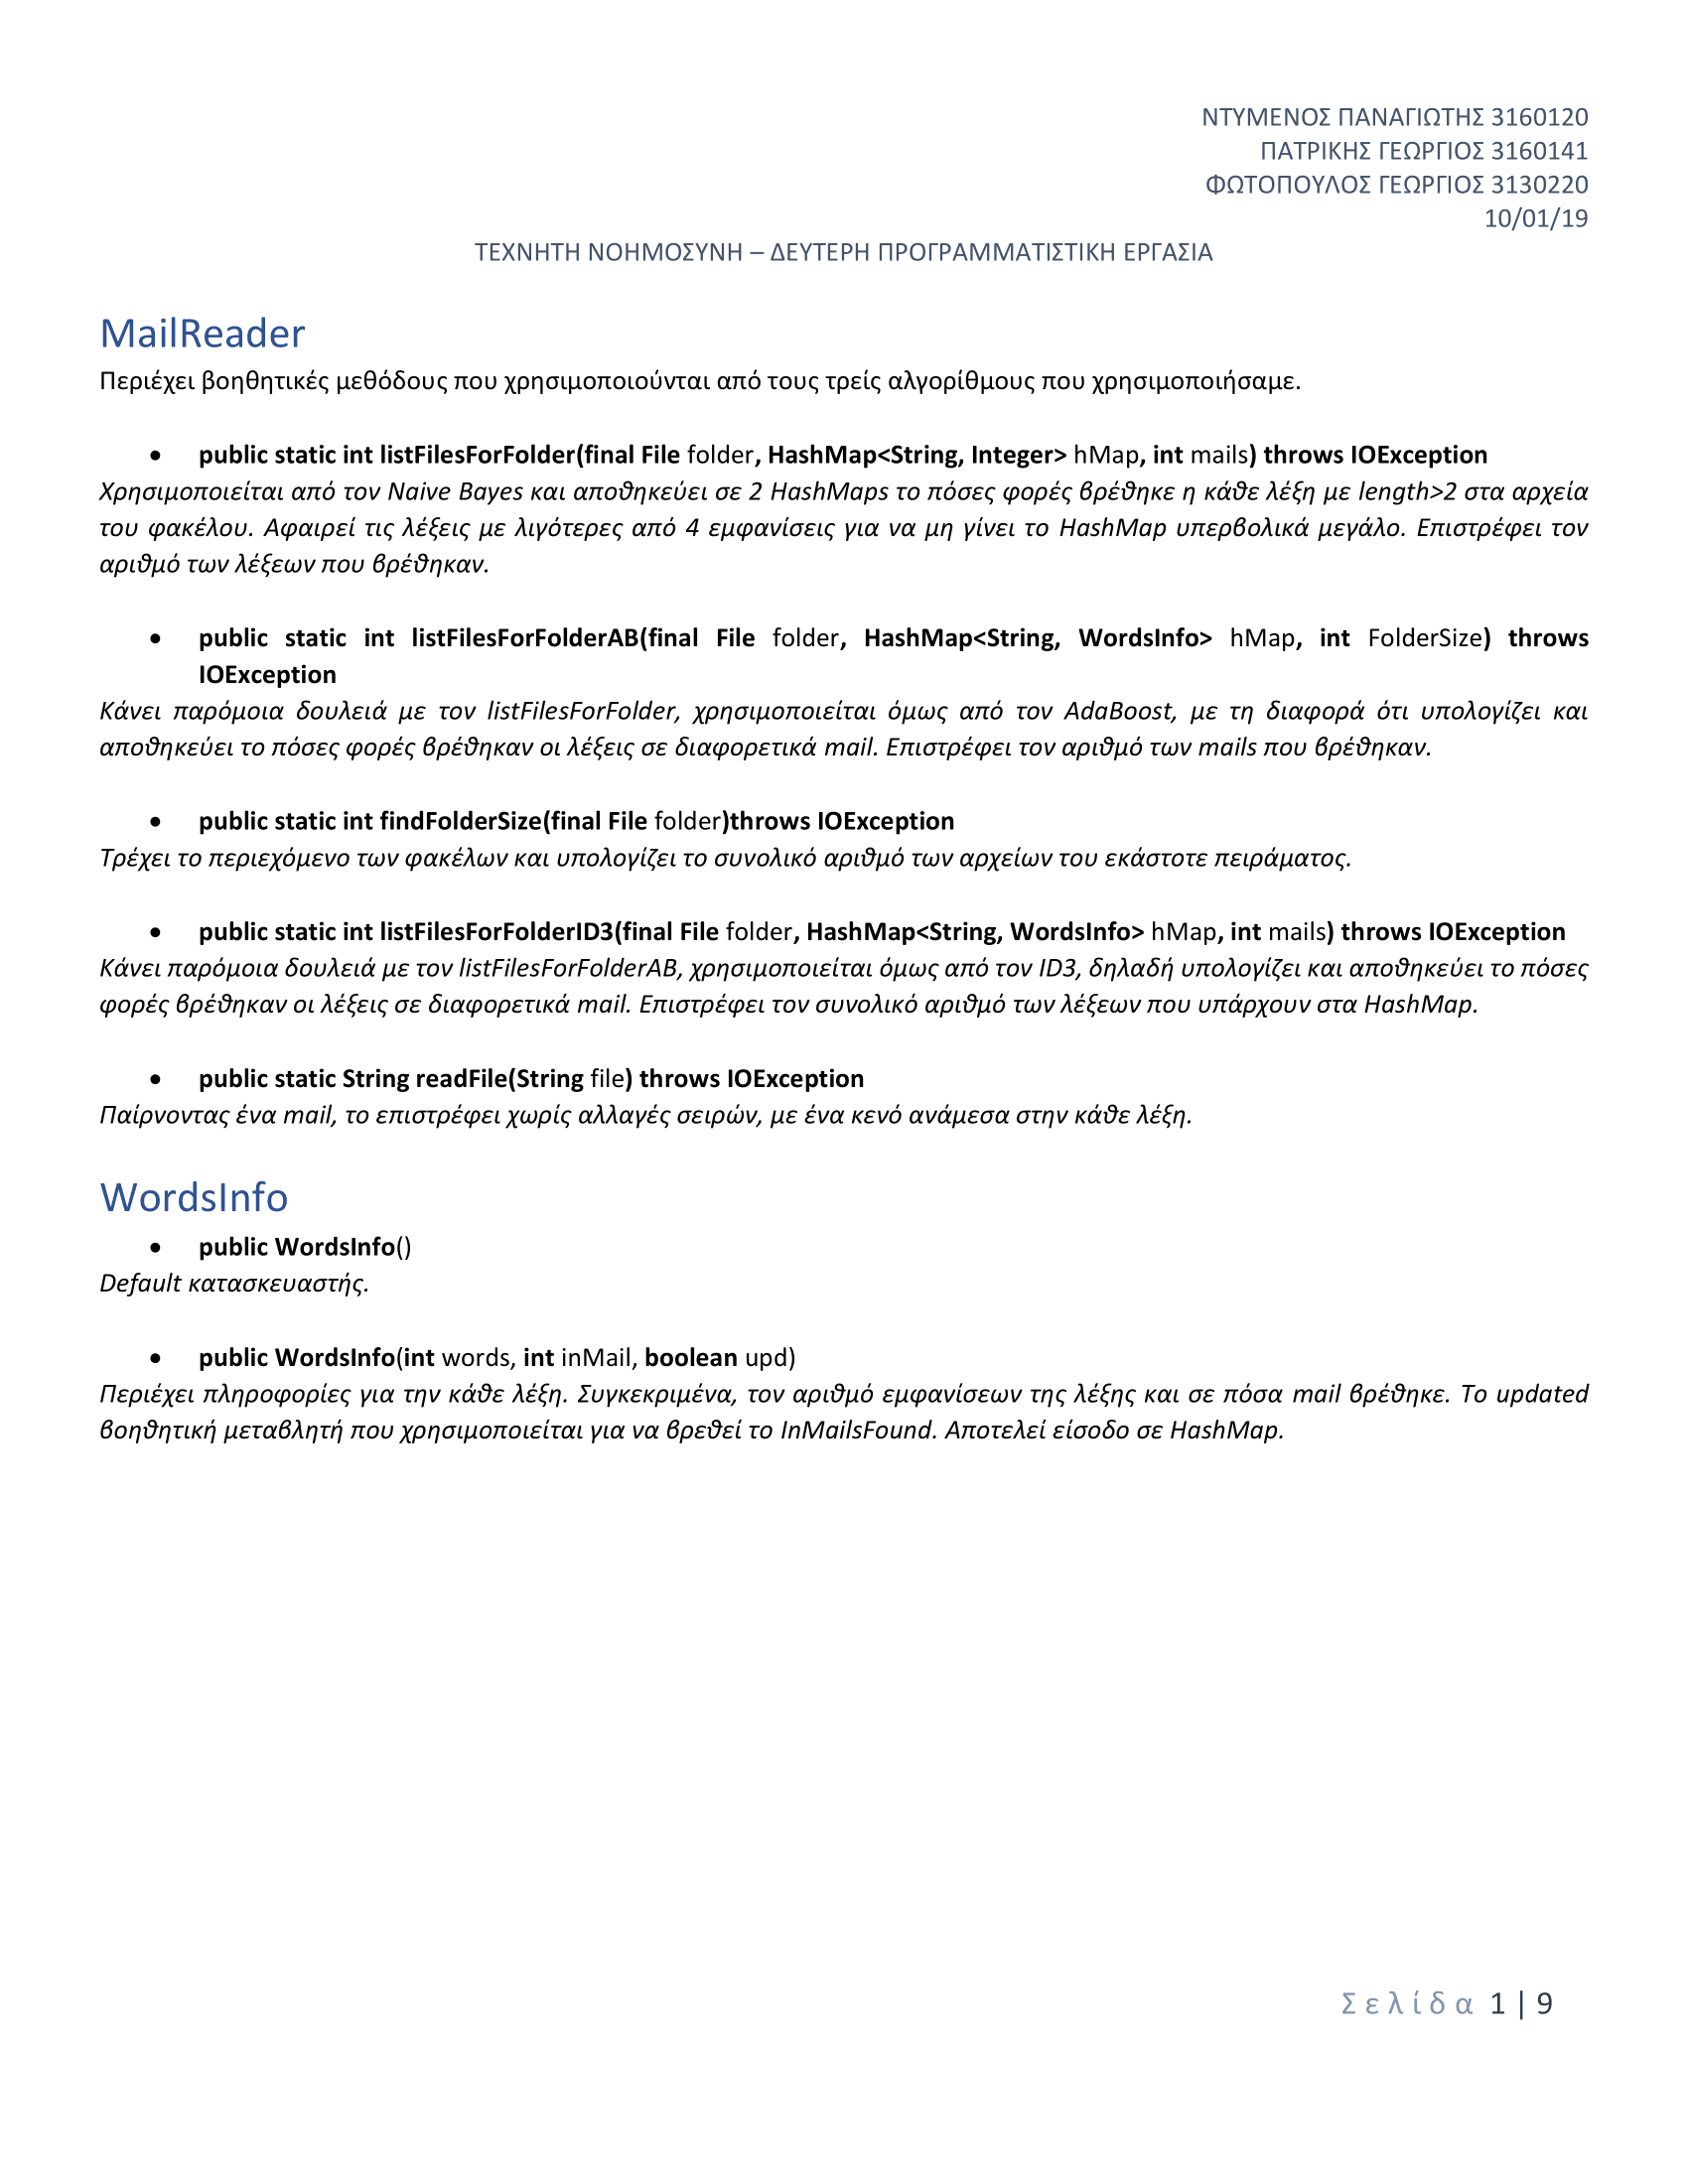 ΝΤΥΜΕΝΟΣ ΠΑΝΑΓΙΩΤΗΣ 3160120
ΠΑΤΡΙΚΗΣ ΓΕΩΡΓΙΟΣ 3160141
ΦΩΤΟΠΟΥΛΟΣ ΓΕΩΡΓΙΟΣ 3130220
10/01/19
ΤΕΧΝΗΤΗ ΝΟΗΜΟΣΥΝΗ – ΔΕΥΤΕΡΗ ΠΡΟΓΡΑΜΜΑΤΙΣΤΙΚΗ ΕΡΓΑΣΙΑ
MailReader
Περιέχει βοηθητικές μεθόδους που χρησιμοποιούνται από τους τρείς αλγορίθμους που χρησιμοποιήσαμε.
• public static int listFilesForFolder(final File folder, HashMap<String, Integer> hMap, int mails) throws IOException
Χρησιμοποιείται από τον Naive Bayes και αποθηκεύει σε 2 HashMaps το πόσες φορές βρέθηκε η κάθε λέξη με length>2 στα αρχεία
του φακέλου. Αφαιρεί τις λέξεις με λιγότερες από 4 εμφανίσεις για να μη γίνει το HashMap υπερβολικά μεγάλο. Επιστρέφει τον
αριθμό των λέξεων που βρέθηκαν.
• public static int listFilesForFolderAB(final File folder, HashMap<String, WordsInfo> hMap, int FolderSize) throws
IOException
Κάνει παρόμοια δουλειά με τον listFilesForFolder, χρησιμοποιείται όμως από τον AdaBoost, με τη διαφορά ότι υπολογίζει και
αποθηκεύει το πόσες φορές βρέθηκαν οι λέξεις σε διαφορετικά mail. Επιστρέφει τον αριθμό των mails που βρέθηκαν.
• public static int findFolderSize(final File folder)throws IOException
Τρέχει το περιεχόμενο των φακέλων και υπολογίζει το συνολικό αριθμό των αρχείων του εκάστοτε πειράματος.
• public static int listFilesForFolderID3(final File folder, HashMap<String, WordsInfo> hMap, int mails) throws IOException
Κάνει παρόμοια δουλειά με τον listFilesForFolderAB, χρησιμοποιείται όμως από τον ID3, δηλαδή υπολογίζει και αποθηκεύει το πόσες
φορές βρέθηκαν οι λέξεις σε διαφορετικά mail. Επιστρέφει τον συνολικό αριθμό των λέξεων που υπάρχουν στα HashMap.
• public static String readFile(String file) throws IOException
Παίρνοντας ένα mail, το επιστρέφει χωρίς αλλαγές σειρών, με ένα κενό ανάμεσα στην κάθε λέξη.
WordsInfo
• public WordsInfo()
Default κατασκευαστής.
• public WordsInfo(int words, int inMail, boolean upd)
Περιέχει πληροφορίες για την κάθε λέξη. Συγκεκριμένα, τον αριθμό εμφανίσεων της λέξης και σε πόσα mail βρέθηκε. Το updated
βοηθητική μεταβλητή που χρησιμοποιείται για να βρεθεί το InMailsFound. Αποτελεί είσοδο σε HashMap.
Σελίδα 1 | 9